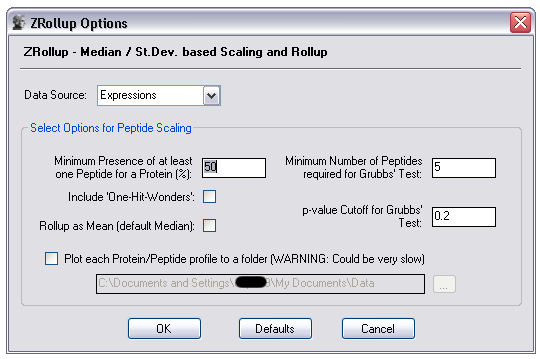 ZRollup Options
ZRollup - Median / St.Dev. based Scaling and Rollup
Data Source: Expressions
Select Options for Peptide Scaling
Minimum Presence of at least
one Peptide for a Protein (%): 50
Minimum Number of Peptides
required for Grubbs' Test: 5
Include 'One-Hit-Wonders':
p-value Cutoff for Grubbs'
Test: 0.2
Rollup as Mean (default Median):
Plot each Protein/Peptide profile to a folder (WARNING: Could be very slow)
C:\Documents and Settings\ \My Documents\Data
...
OK Defaults Cancel